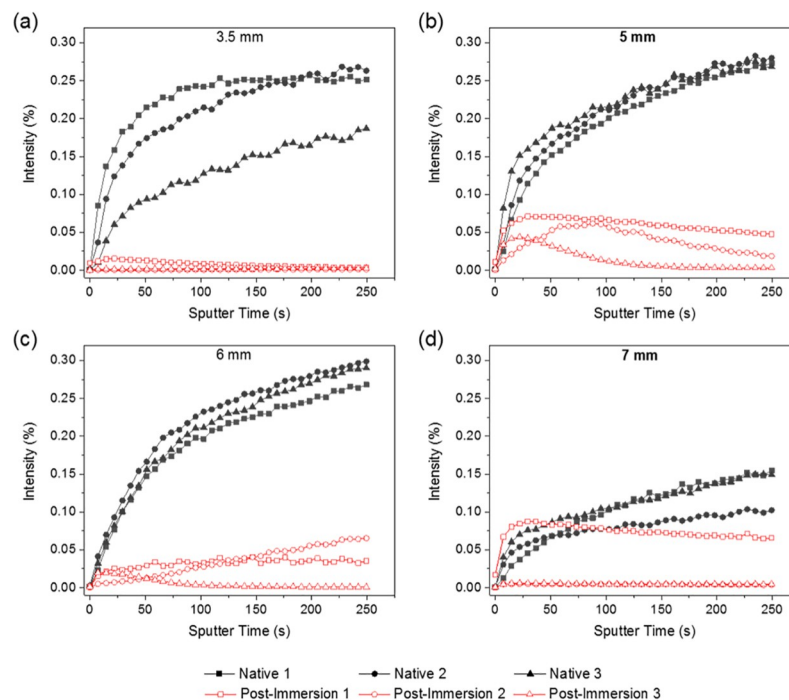 (a)
3.5 mm
0.30
0.25
0.20
0.15
0.10
0.05
0.00
Intensity (%)
0 50 100 150 200 250
Sputter Time (s)
(b)
5 mm
0.30
0.25
0.20
0.15
0.10
0.05
0.00
Intensity (%)
0 50 100 150 200 250
Sputter Time (s)
(c)
6 mm
0.30
0.25
0.20
0.15
0.10
0.05
0.00
Intensity (%)
0 50 100 150 200 250
Sputter Time (s)
(d)
7 mm
0.30
0.25
0.20
0.15
0.10
0.05
0.00
Intensity (%)
0 50 100 150 200 250
Sputter Time (s)
Native 1 Native 2 Native 3
Post-Immersion 1 Post-Immersion 2 Post-Immersion 3